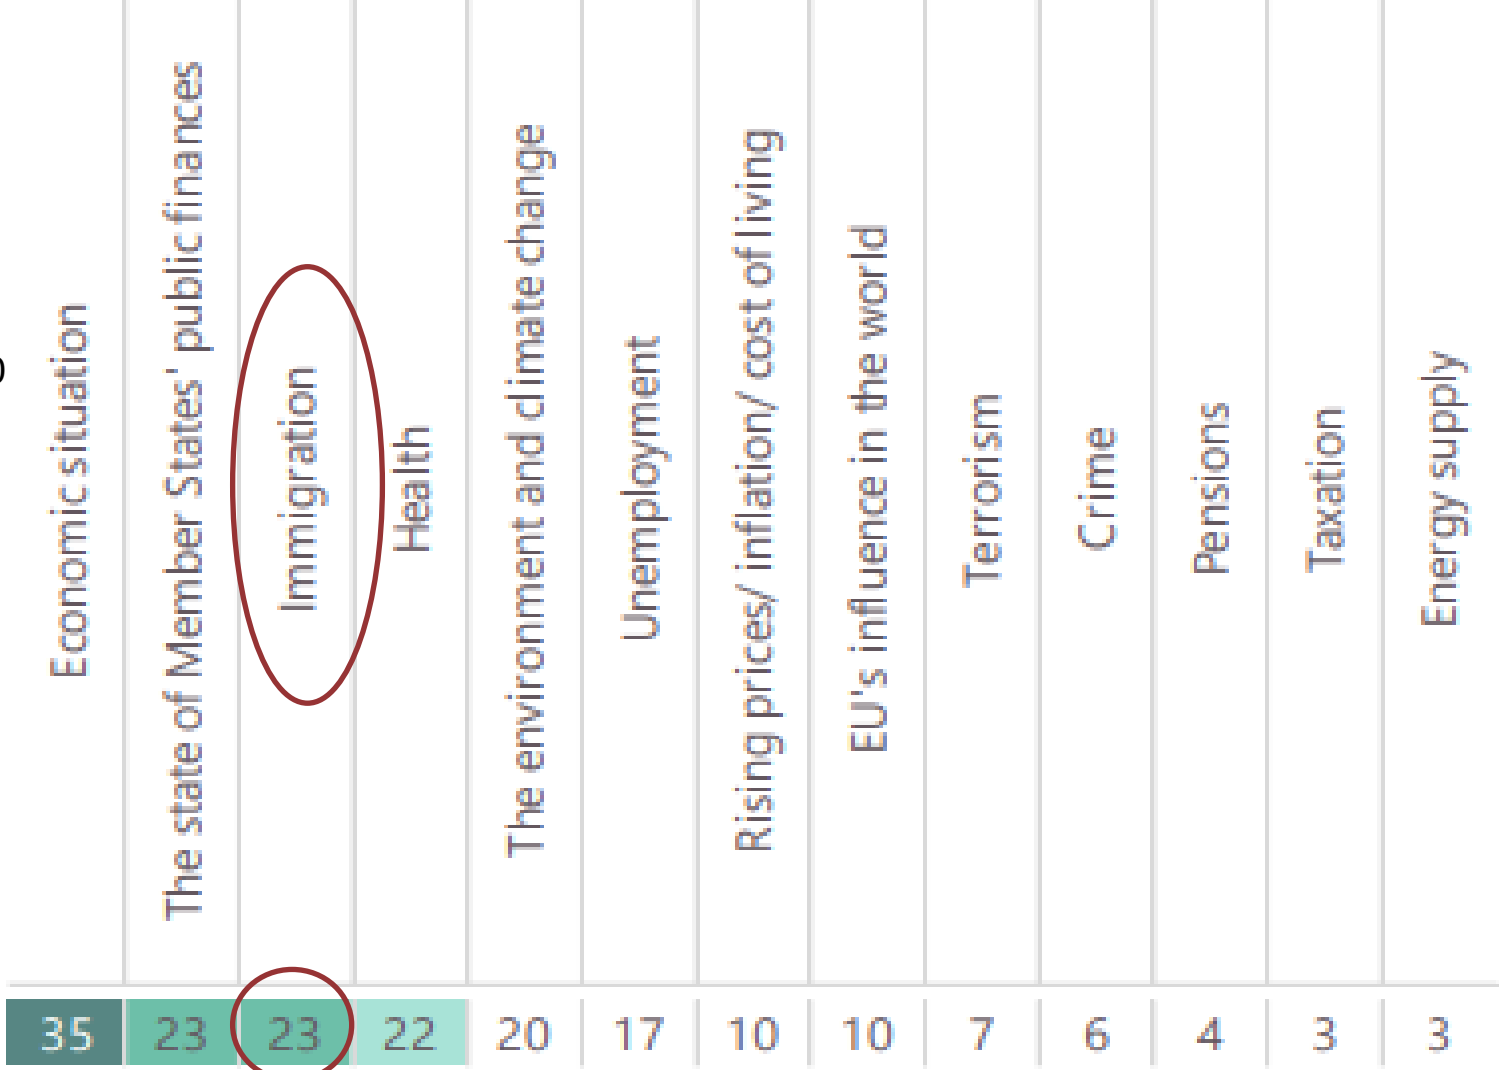 Economic situation
The state of Member States' public finances
Immigration
Health
The environment and climate change
Unemployment
Rising prices/ inflation/ cost of living
EU's influence in the world
Terrorism
Crime
Pensions
Taxation
Energy supply
35 23 23 22 20 17 10 10 7 6 4 3 3